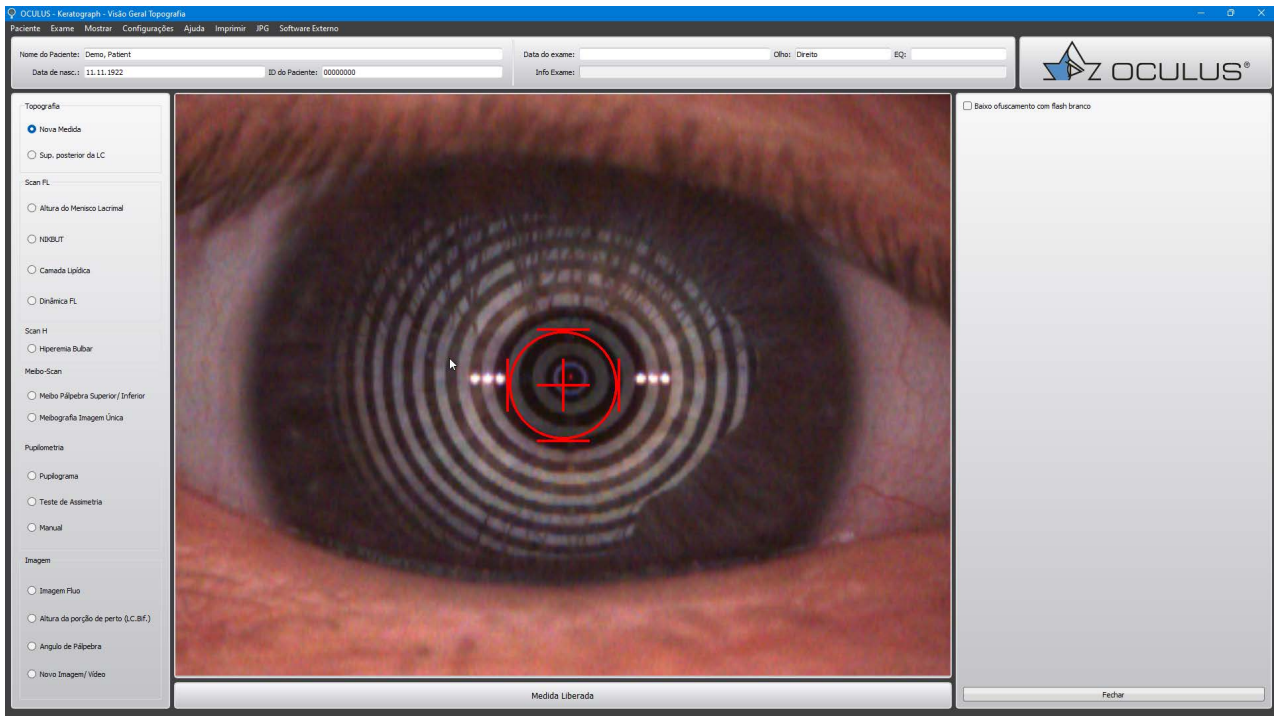 OCULUS - Keratograph - Visão Geral Topografia
Paciente Exame Mostrar Configurações Ajuda Imprimir JPG Software Externo
Nome do Paciente: Demo, Patient
Data do exame: Olho: Direito EQ:
Data de nasc.: 11.11.1922 ID do Paciente: 00000000
Info Exame:
OCULUS®
Topografia
Nova Medida
Sup. posterior da LC
Scan FL
Altura do Menisco Lacrimal
NIKBUT
Camada Lipídica
Dinâmica FL
Scan H
Hiperemia Bulbar
Meibo-Scan
Meibo Pálpebra Superior/ Inferior
Meibografia Imagem Única
Pupilometria
Pupilograma
Teste de Assimetria
Manual
Imagem
Imagem Fluo
Altura da porção de perto (LC.Bif.)
Angulo de Pálpebra
Novo Imagem/ Vídeo
Baixo ofuscamento com flash branco
Medida Liberada
Fechar